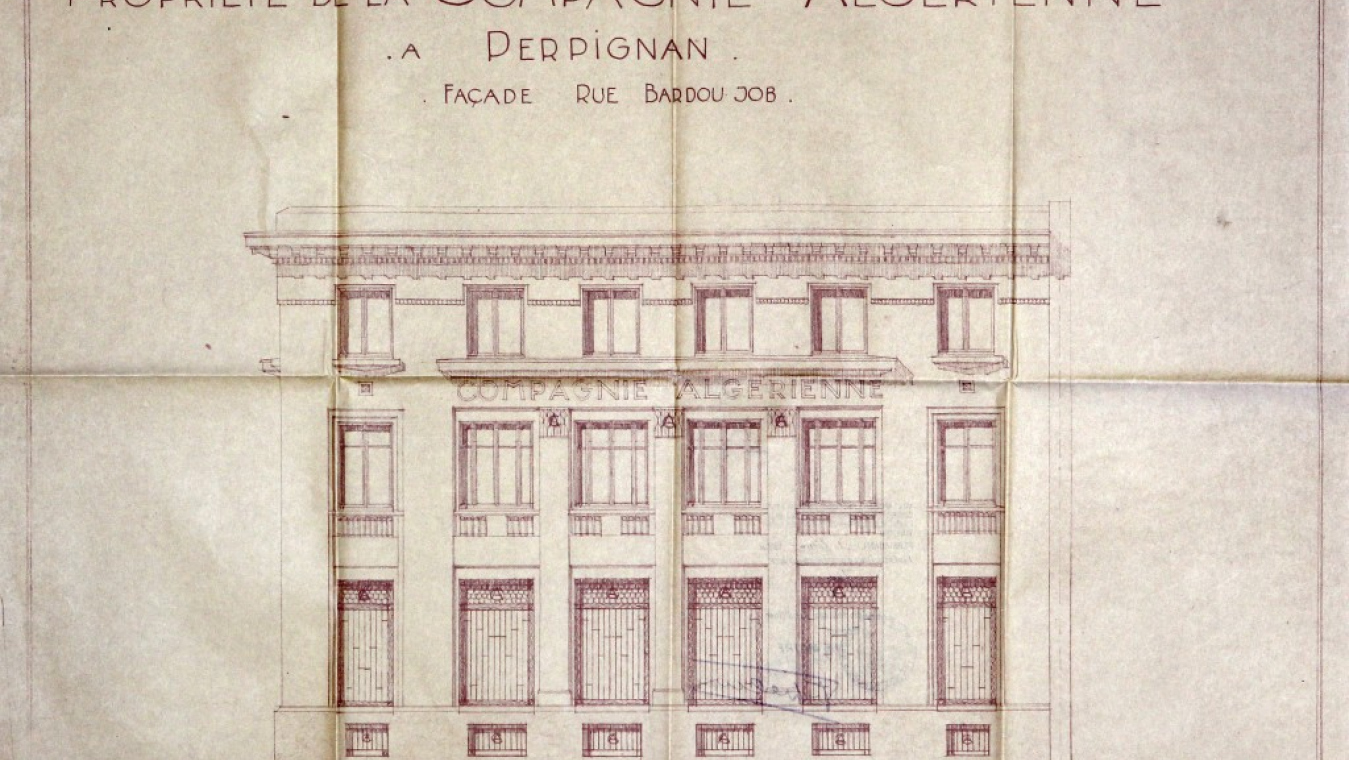 PROPRIETE DE LA COMPAGNIE ALGERIENNE
. A PERPIGNAN .
. FAÇADE RUE BARDOU-JOB .
COMPAGNIE ALGERIENNE